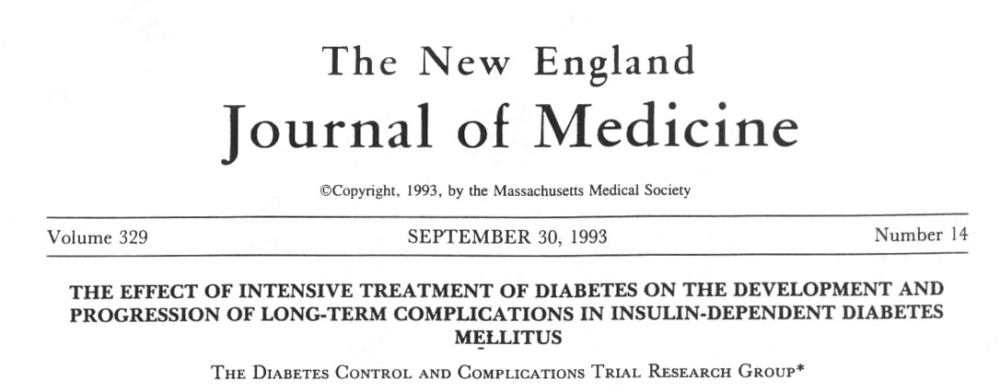 The New England
Journal of Medicine
©Copyright, 1993, by the Massachusetts Medical Society
Volume 329 SEPTEMBER 30, 1993 Number 14
THE EFFECT OF INTENSIVE TREATMENT OF DIABETES ON THE DEVELOPMENT AND
PROGRESSION OF LONG-TERM COMPLICATIONS IN INSULIN-DEPENDENT DIABETES
MELLITUS
THE DIABETES CONTROL AND COMPLICATIONS TRIAL RESEARCH GROUP*